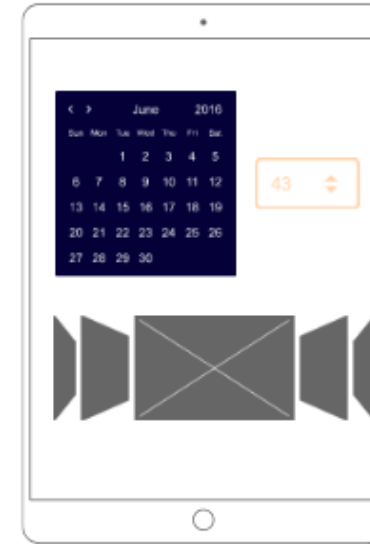 < > June 2016
Sun Mon Tue Wed Thu Fri Sat
1 2 3 4 5
6 7 8 9 10 11 12
13 14 15 16 17 18 19
20 21 22 23 24 25 26
27 28 29 30
43